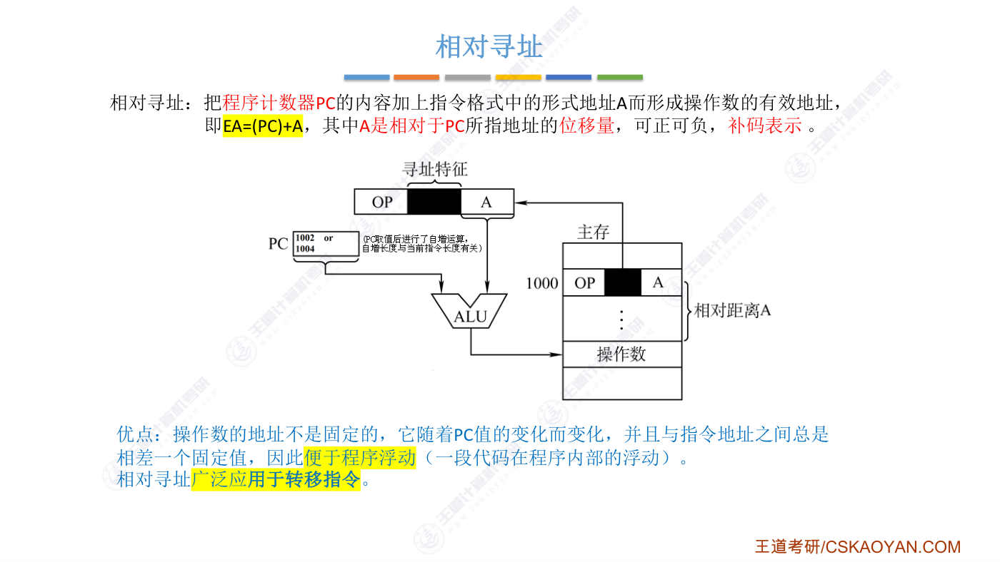 相对寻址
相对寻址：把程序计数器PC的内容加上指令格式中的形式地址A而形成操作数的有效地址，
即EA=(PC)+A，其中A是相对于PC所指地址的位移量，可正可负，补码表示 。
寻址特征
OP A
PC 1002 or
1004
(PC取值后进行了自增运算，
自增长度与当前指令长度有关)
主存
1000 OP A
ALU
相对距离A
操作数
优点：操作数的地址不是固定的，它随着PC值的变化而变化，并且与指令地址之间总是
相差一个固定值，因此便于程序浮动（一段代码在程序内部的浮动）。
相对寻址广泛应用于转移指令。
王道考研/CSKAOYAN.COM
王道计算机考研